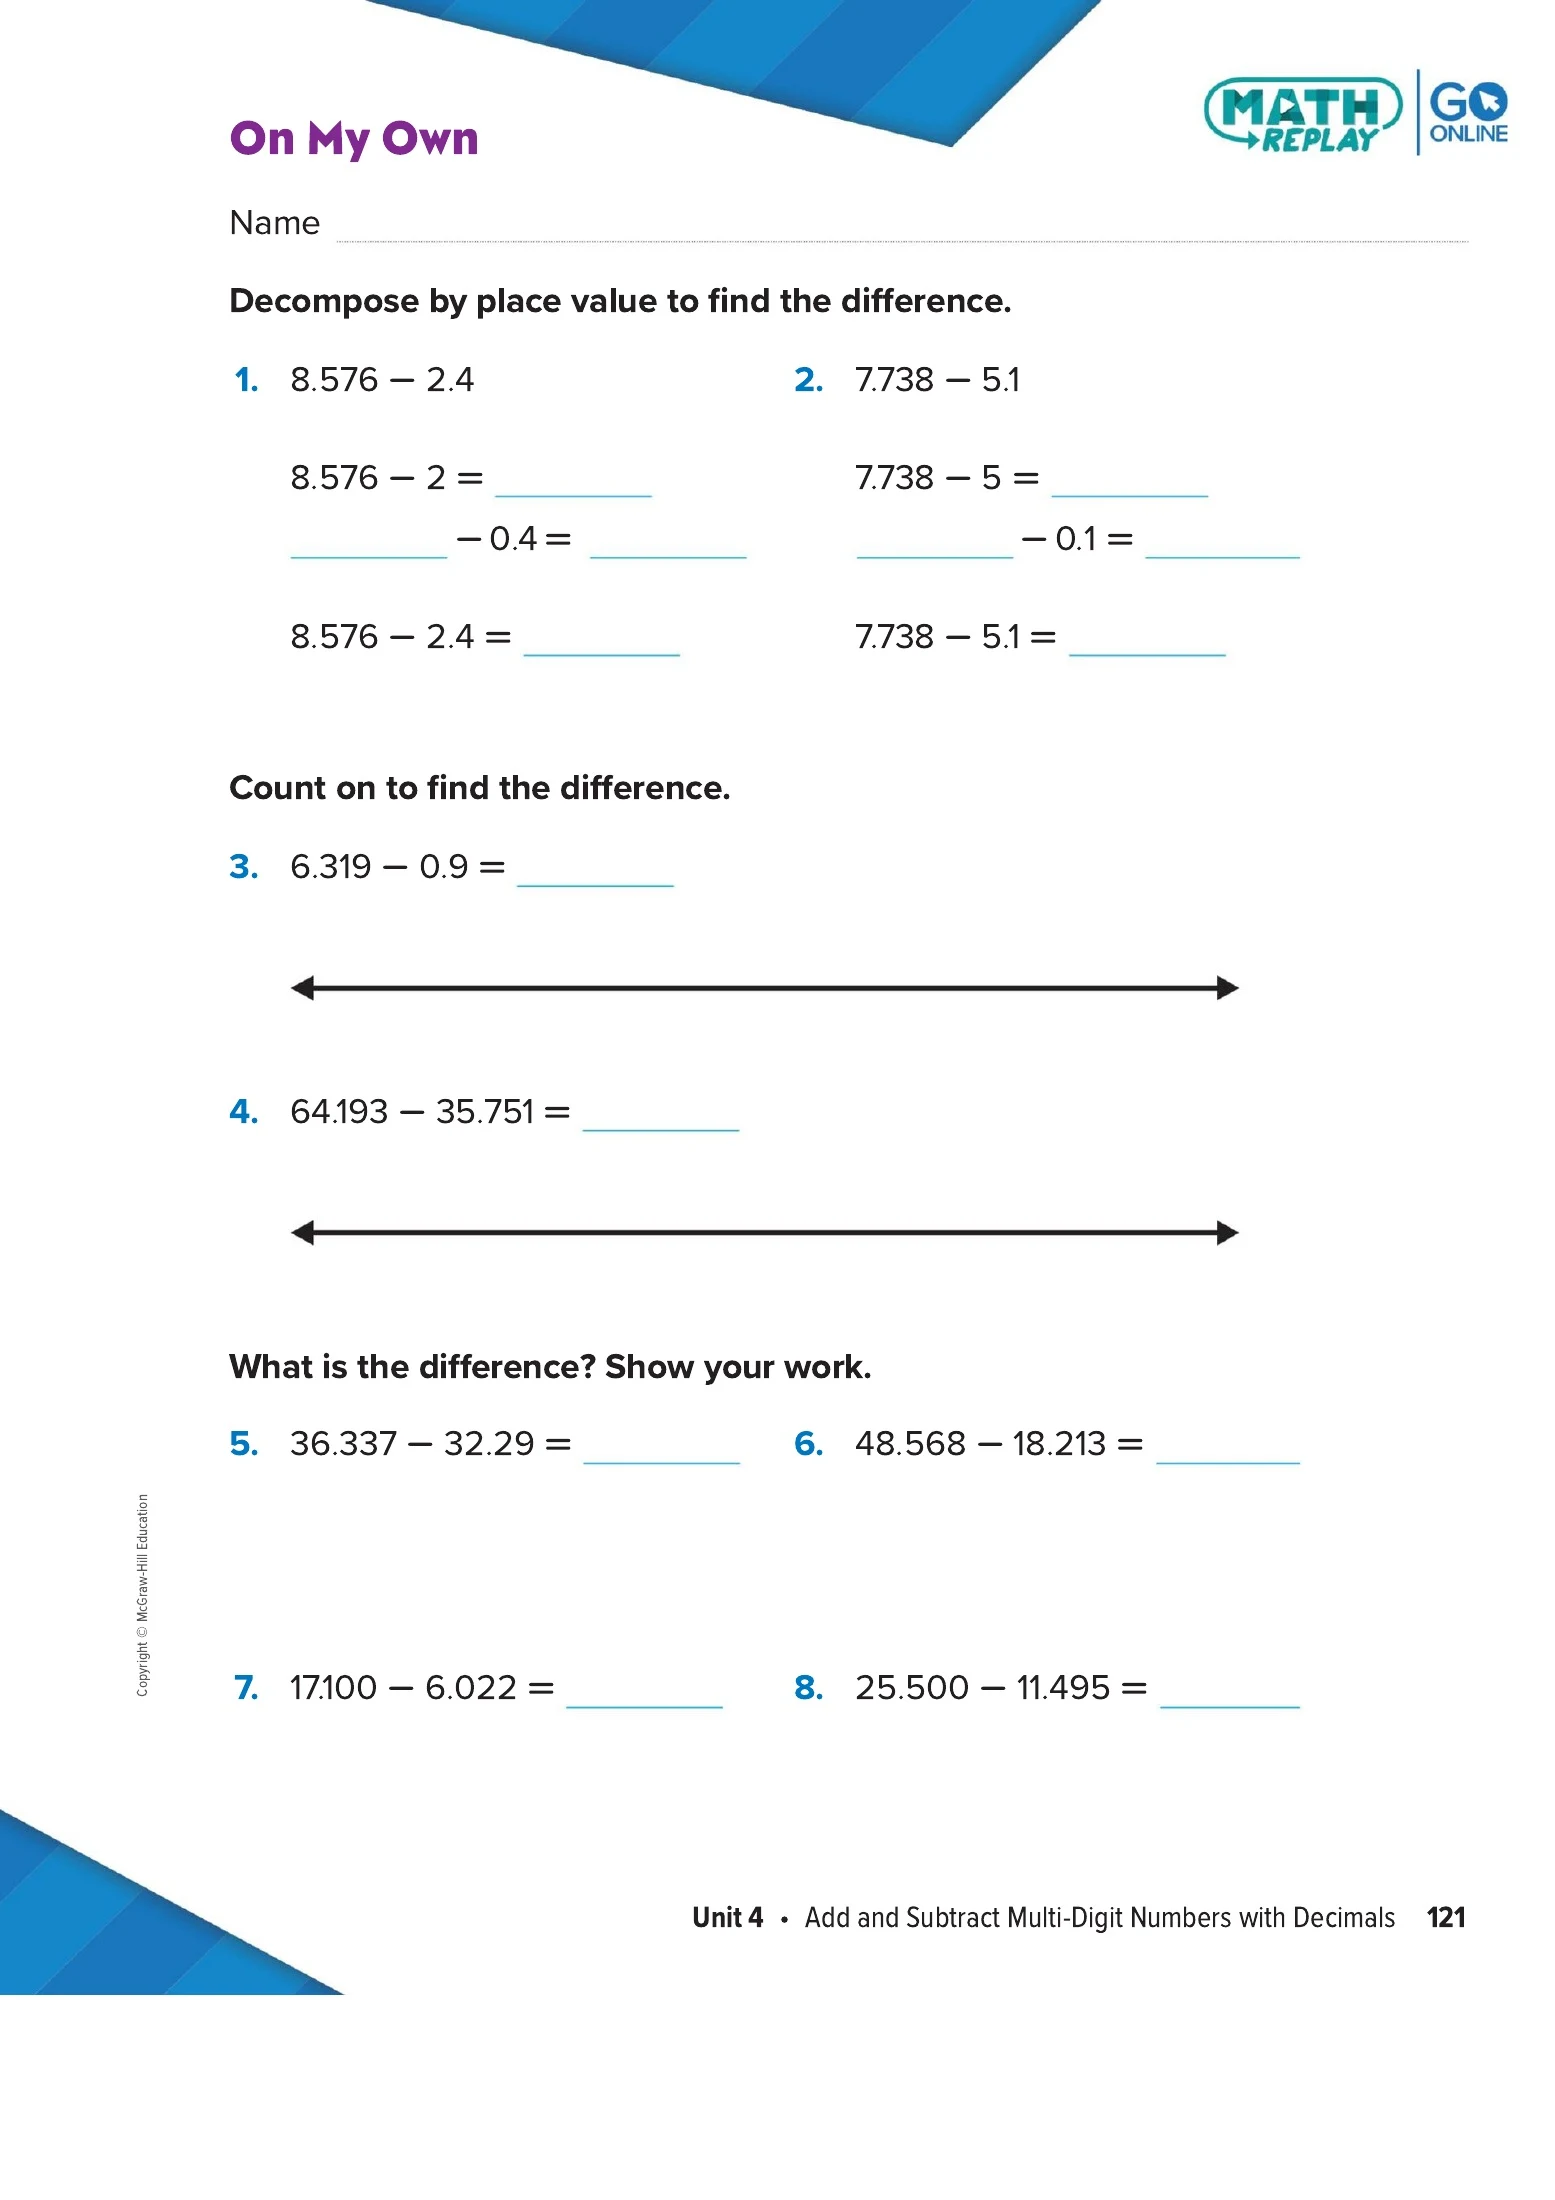 MATH
REPLAY
GO
ONLINE
On My Own
Name
Decompose by place value to find the difference.
1. 8.576 − 2.4
2. 7.738 − 5.1
8.576 − 2 =
7.738 − 5 =
− 0.4 =
− 0.1 =
8.576 − 2.4 =
7.738 − 5.1 =
Count on to find the difference.
3. 6.319 − 0.9 =
4. 64.193 − 35.751 =
What is the difference? Show your work.
5. 36.337 − 32.29 =
6. 48.568 − 18.213 =
7. 17.100 − 6.022 =
8. 25.500 − 11.495 =
Copyright © McGraw-Hill Education
Unit 4 • Add and Subtract Multi-Digit Numbers with Decimals 121